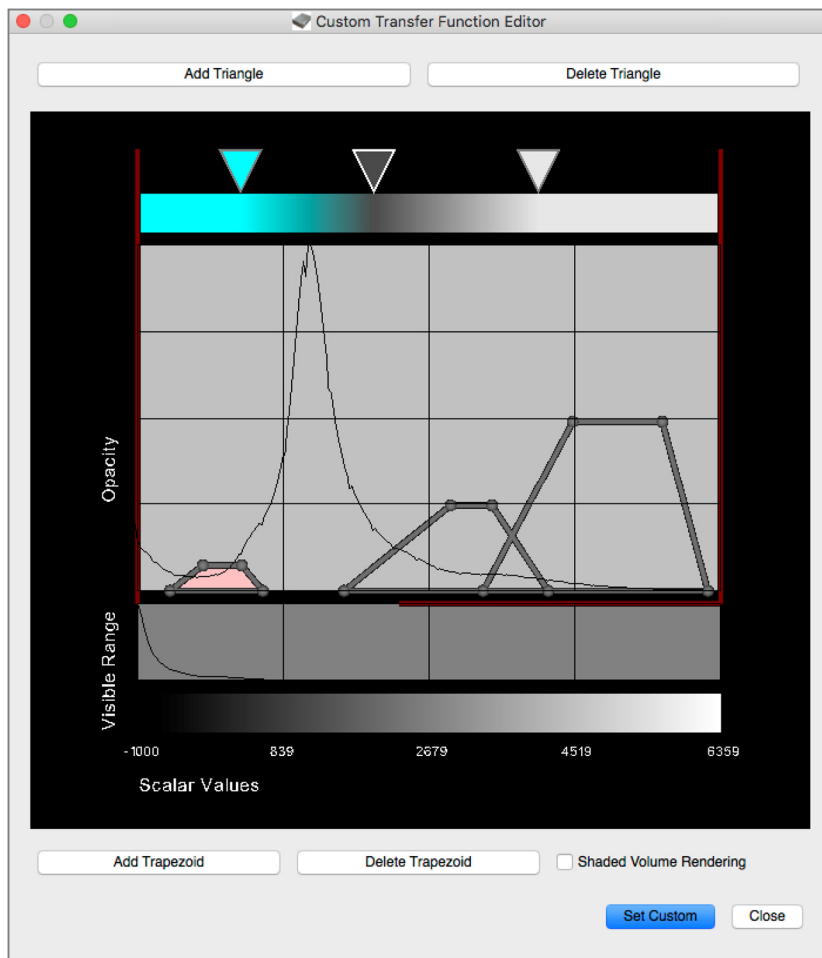 Custom Transfer Function Editor
Add Triangle
Delete Triangle
Opacity
Visible Range
-1000 839 2679 4519 6359
Scalar Values
Add Trapezoid
Delete Trapezoid
Shaded Volume Rendering
Set Custom
Close